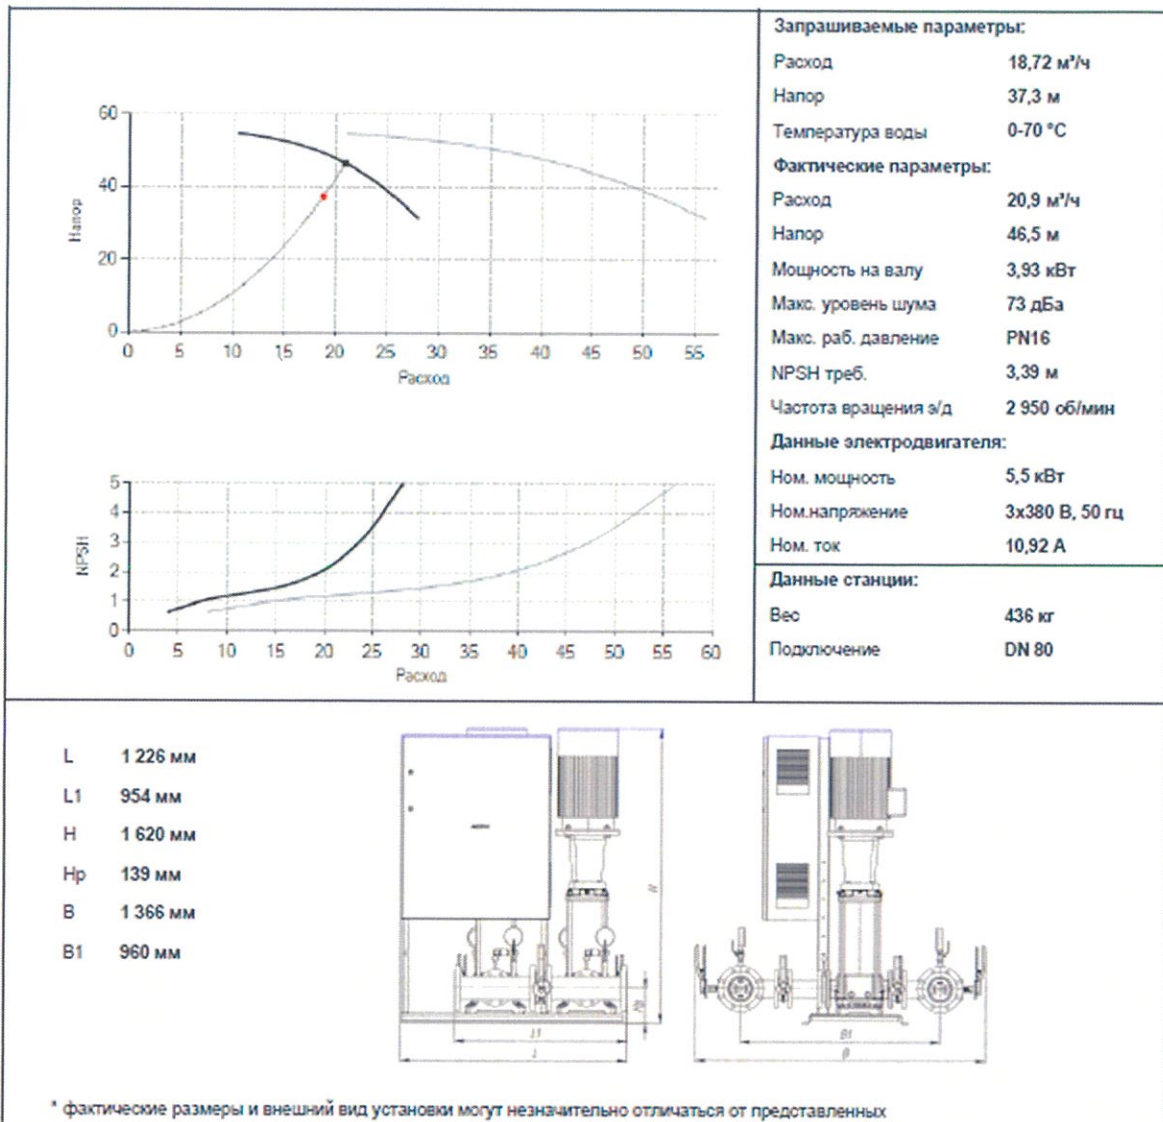 Запрашиваемые параметры:
Расход 18,72 м³/ч
Напор 37,3 м
Температура воды 0-70 °C
Фактические параметры:
Расход 20,9 м³/ч
Напор 46,5 м
Мощность на валу 3,93 кВт
Макс. уровень шума 73 дБа
Макс. раб. давление PN16
NPSH треб. 3,39 м
Частота вращения э/д 2 950 об/мин
Данные электродвигателя:
Ном. мощность 5,5 кВт
Ном.напряжение 3x380 В, 50 гц
Ном. ток 10,92 А
Данные станции:
Вес 436 кг
Подключение DN 80
Напор
60
40
20
0
0 5 10 15 20 25 30 35 40 45 50 55
Расход
NPSH
5
4
3
2
1
0
0 5 10 15 20 25 30 35 40 45 50 55 60
Расход
L 1 226 мм
L1 954 мм
H 1 620 мм
Hp 139 мм
B 1 366 мм
B1 960 мм
H
Hp
L1
L
B1
B
* фактические размеры и внешний вид установки могут незначительно отличаться от представленных